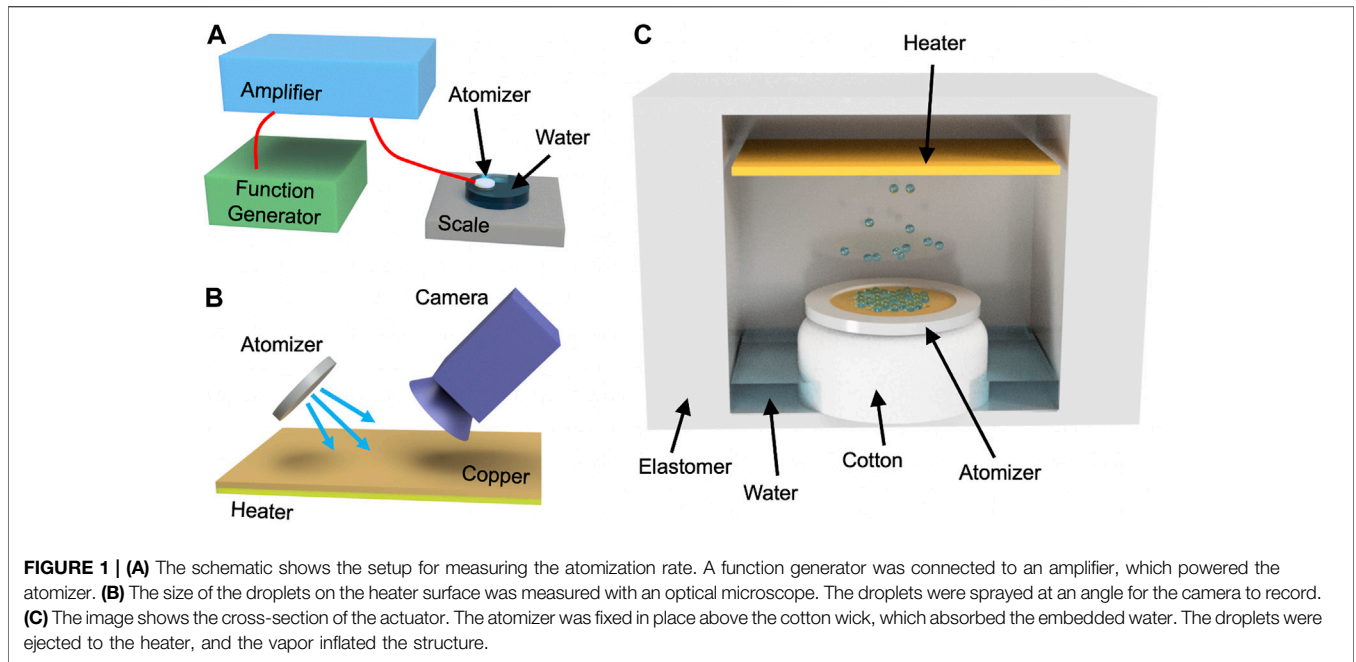 A
Amplifier
Function
Generator
Atomizer
Water
Scale
B
Camera
Atomizer
Copper
Heater
C
Heater
Elastomer
Water
Cotton
Atomizer
FIGURE 1 | (A) The schematic shows the setup for measuring the atomization rate. A function generator was connected to an amplifier, which powered the
atomizer. (B) The size of the droplets on the heater surface was measured with an optical microscope. The droplets were sprayed at an angle for the camera to record.
(C) The image shows the cross-section of the actuator. The atomizer was fixed in place above the cotton wick, which absorbed the embedded water. The droplets were
ejected to the heater, and the vapor inflated the structure.